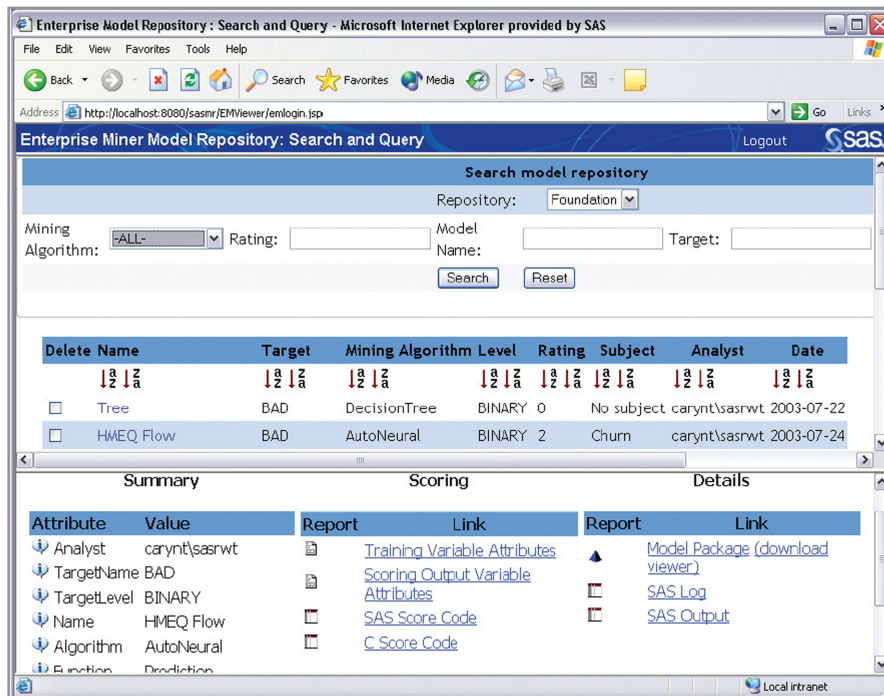 Enterprise Model Repository : Search and Query - Microsoft Internet Explorer provided by SAS
File Edit View Favorites Tools Help
Back Search Favorites Media
Address http://localhost:8080/sasmr/EMViewer/emlogin.jsp Go Links »
Enterprise Miner Model Repository: Search and Query Logout sas
Search model repository
Repository: Foundation
Mining Algorithm: -ALL- Rating: Model Name: Target:
Search Reset
Delete Name Target Mining Algorithm Level Rating Subject Analyst Date
a z z a a z z a a z z a a z z a a z z a a z z a a z z a a z z a
Tree BAD DecisionTree BINARY 0 No subject carynt\sasrwt 2003-07-22
HMEQ Flow BAD AutoNeural BINARY 2 Churn carynt\sasrwt 2003-07-24
Summary Scoring Details
Attribute Value Report Link Report Link
Analyst carynt\sasrwt Training Variable Attributes Model Package (download viewer)
TargetName BAD Scoring Output Variable Attributes SAS Log
TargetLevel BINARY
Name HMEQ Flow SAS Score Code SAS Output
Algorithm AutoNeural C Score Code
Function Prediction
Local intranet